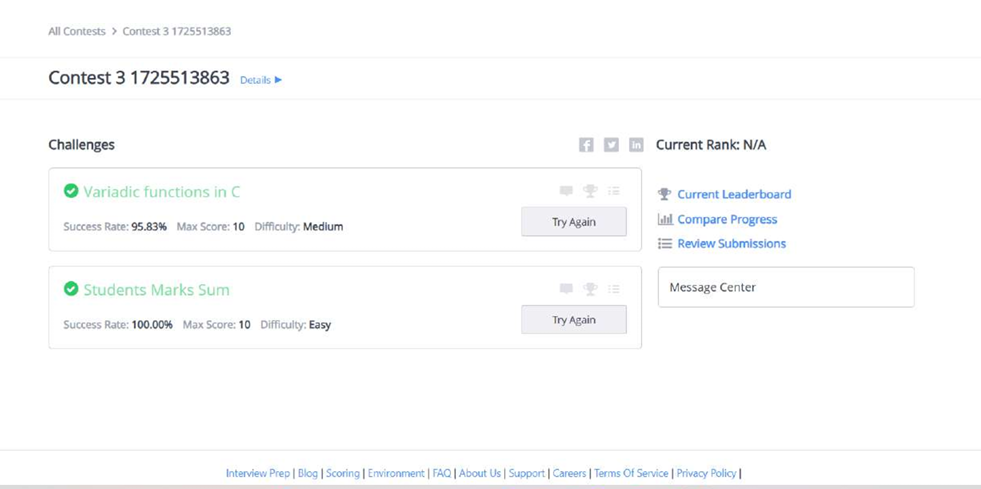 All Contests > Contest 3 1725513863
Contest 3 1725513863 Details ▶
Challenges
Variadic functions in C
Success Rate: 95.83% Max Score: 10 Difficulty: Medium
Try Again
Students Marks Sum
Success Rate: 100.00% Max Score: 10 Difficulty: Easy
Try Again
Current Rank: N/A
Current Leaderboard
Compare Progress
Review Submissions
Message Center
Interview Prep | Blog | Scoring | Environment | FAQ | About Us | Support | Careers | Terms Of Service | Privacy Policy |